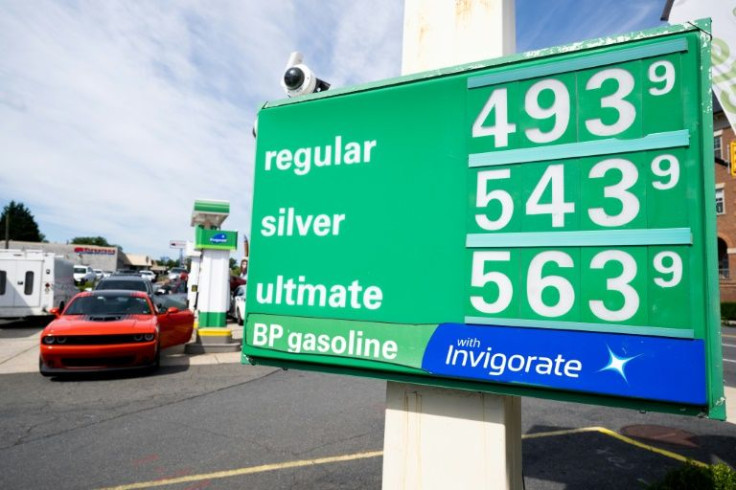 regular 493 9
silver 543 9
ultimate 563 9
BP gasoline
with
Invigorate